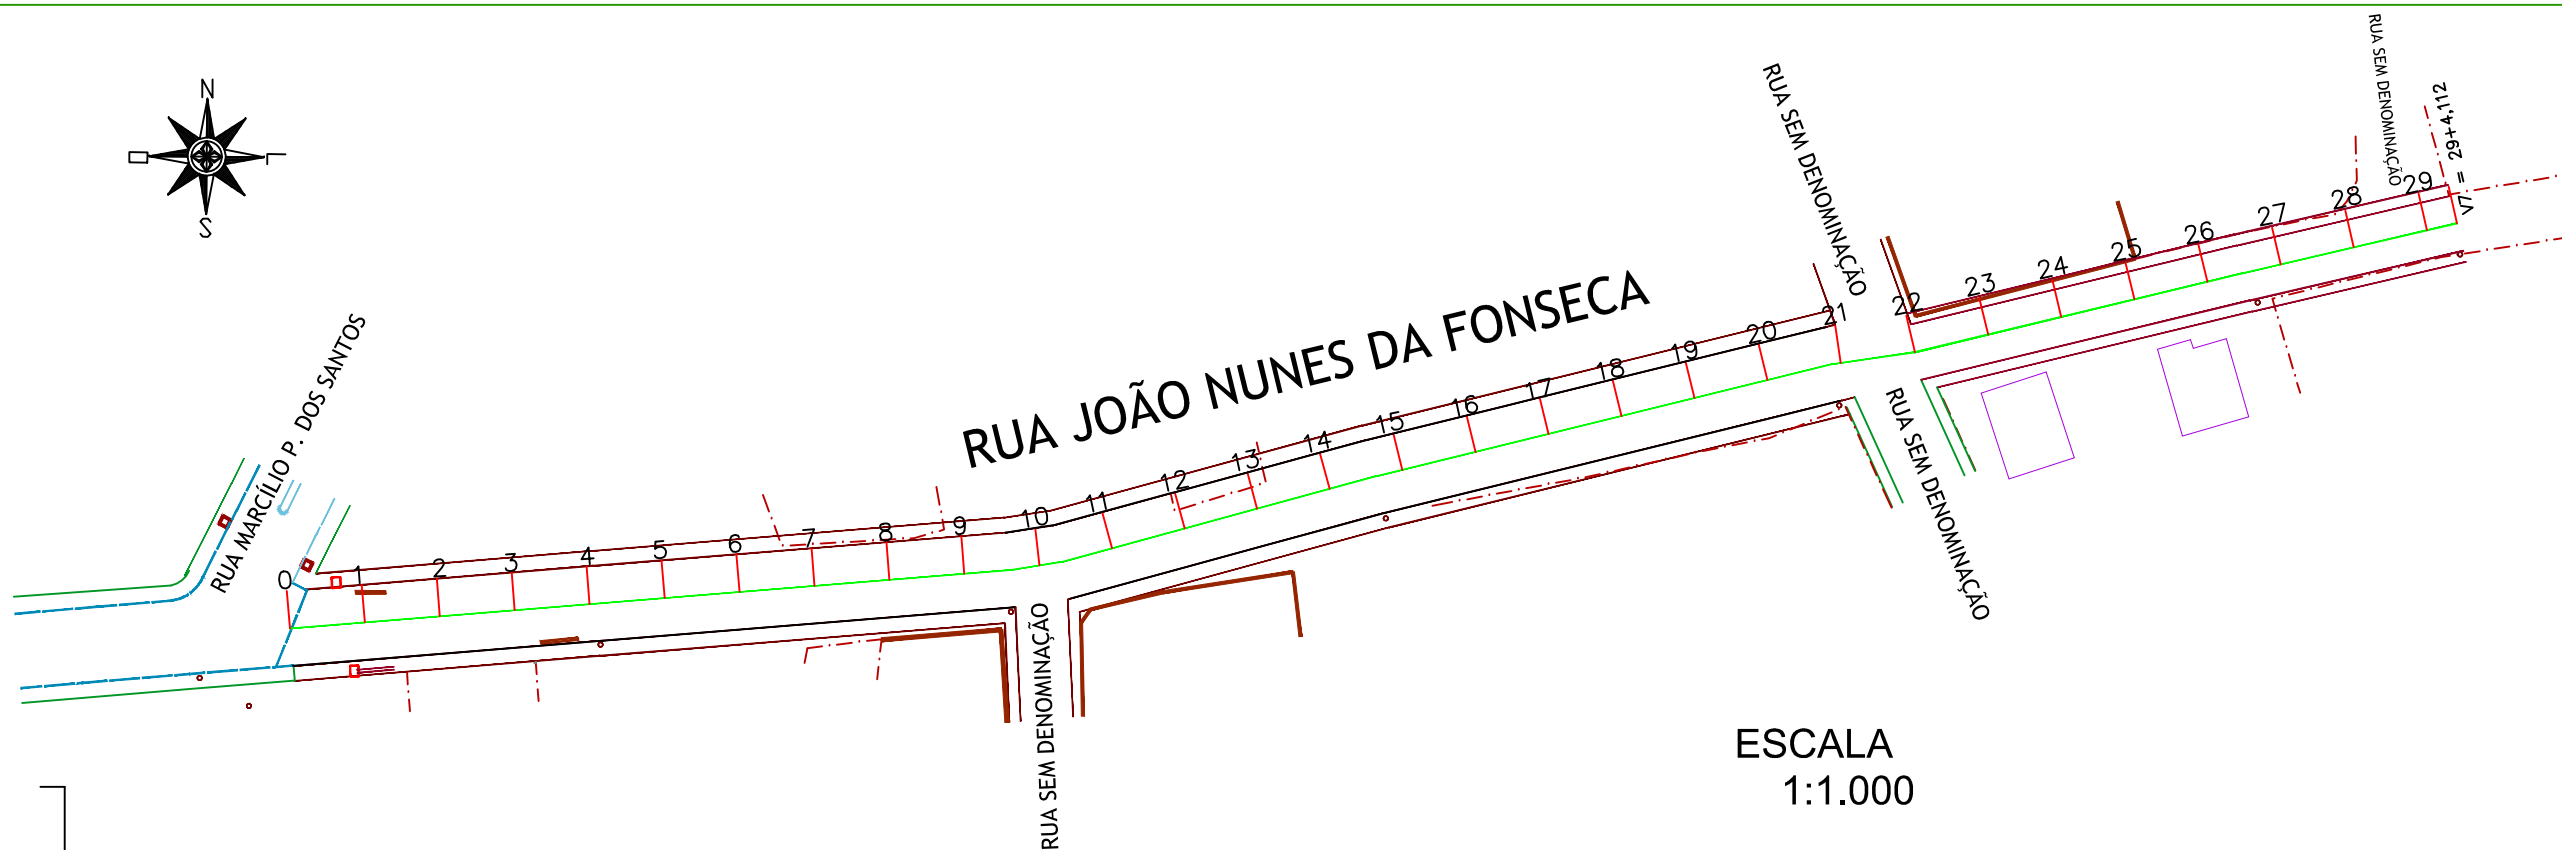 N
O
L
S
RUA MARCÍLIO P. DOS SANTOS
RUA JOÃO NUNES DA FONSECA
RUA SEM DENOMINAÇÃO
RUA SEM DENOMINAÇÃO
V7 = 29+4,112
0 1 2 3 4 5 6 7 8 9 10 11 12 13 14 15 16 17 18 19 20 21 22 23 24 25 26 27 28 29
RUA SEM DENOMINAÇÃO
RUA SEM DENOMINAÇÃO
ESCALA
1:1.000